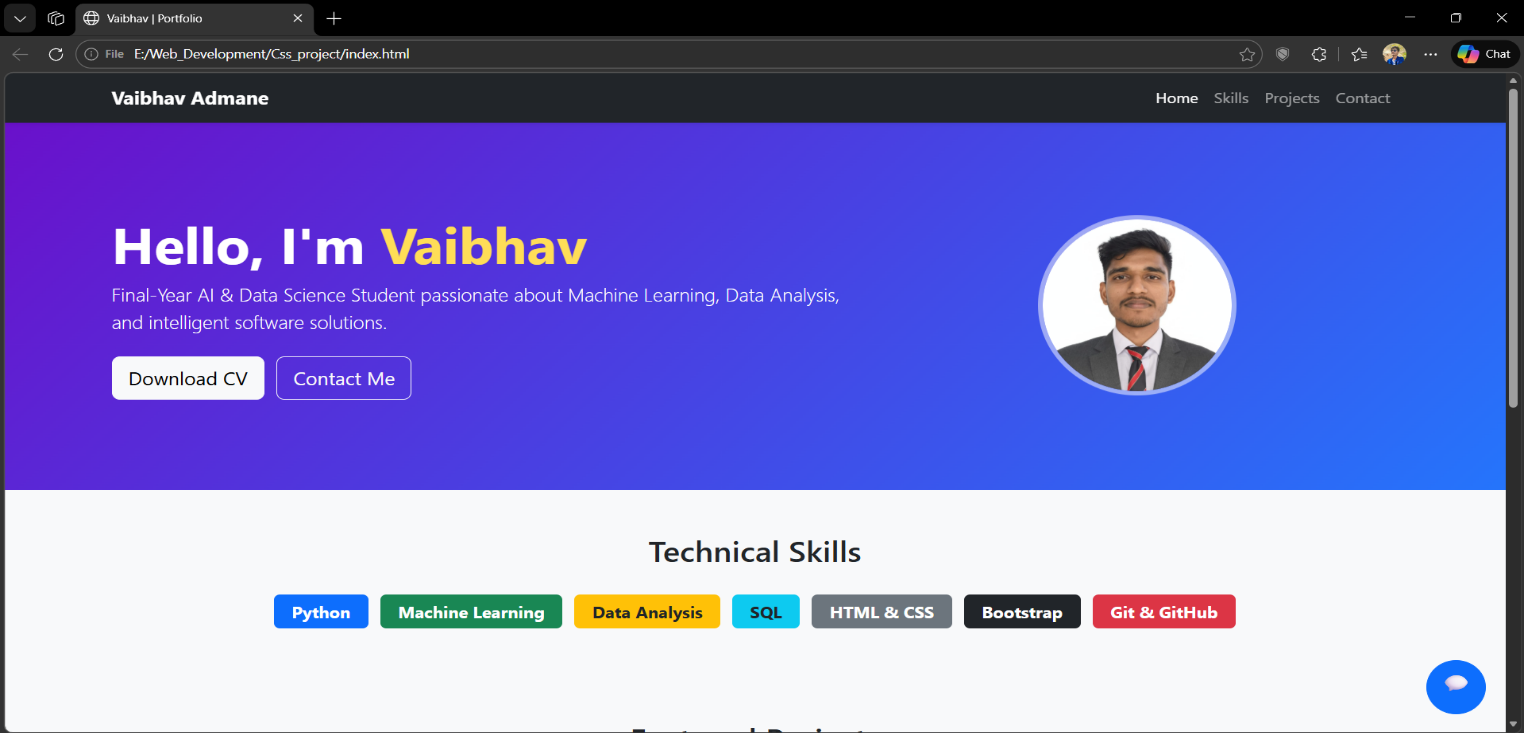 Vaibhav | Portfolio
File E:/Web_Development/Css_project/index.html
Chat
Vaibhav Admane
Home Skills Projects Contact
Hello, I'm Vaibhav
Final-Year AI & Data Science Student passionate about Machine Learning, Data Analysis,
and intelligent software solutions.
Download CV Contact Me
Technical Skills
Python Machine Learning Data Analysis SQL HTML & CSS Bootstrap Git & GitHub